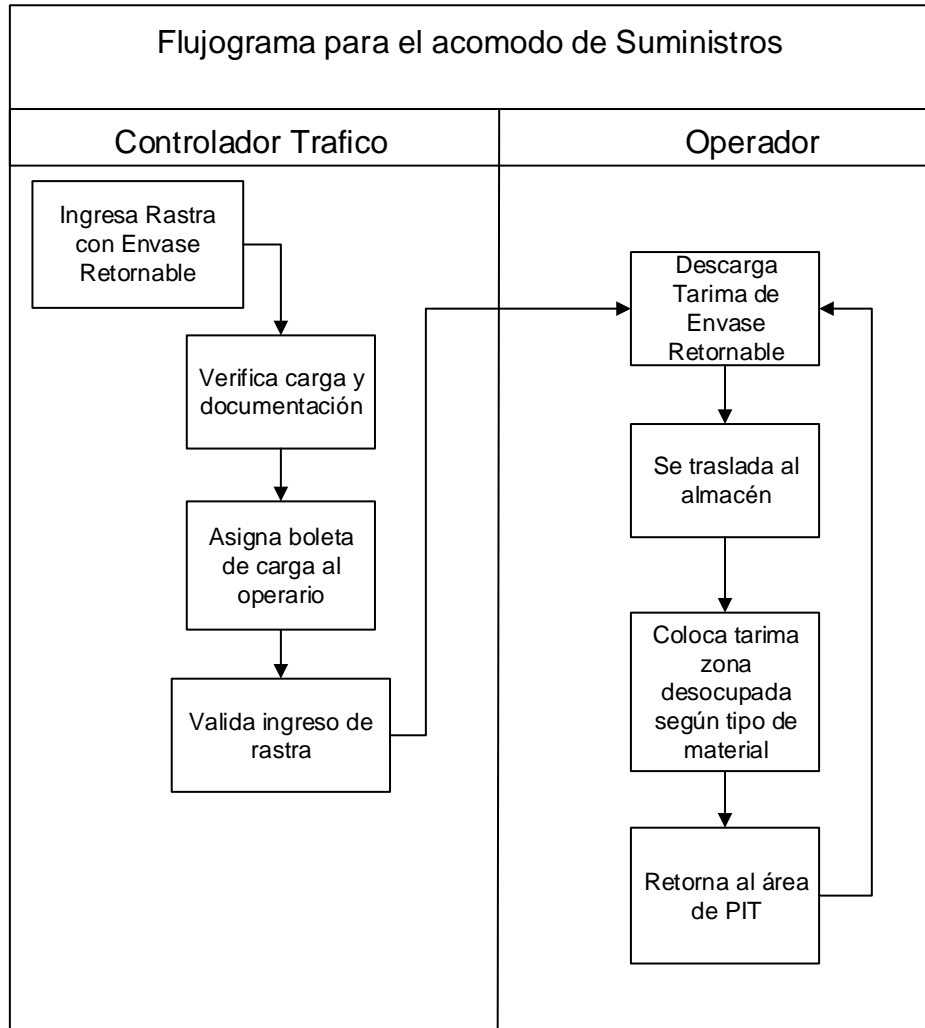 Flujograma para el acomodo de Suministros
Controlador Trafico
Operador
Ingresa Rastra
con Envase
Retornable
Verifica carga y
documentación
Asigna boleta
de carga al
operario
Valida ingreso de
rastra
Descarga
Tarima de
Envase
Retornable
Se traslada al
almacén
Coloca tarima
zona
desocupada
según tipo de
material
Retorna al área
de PIT